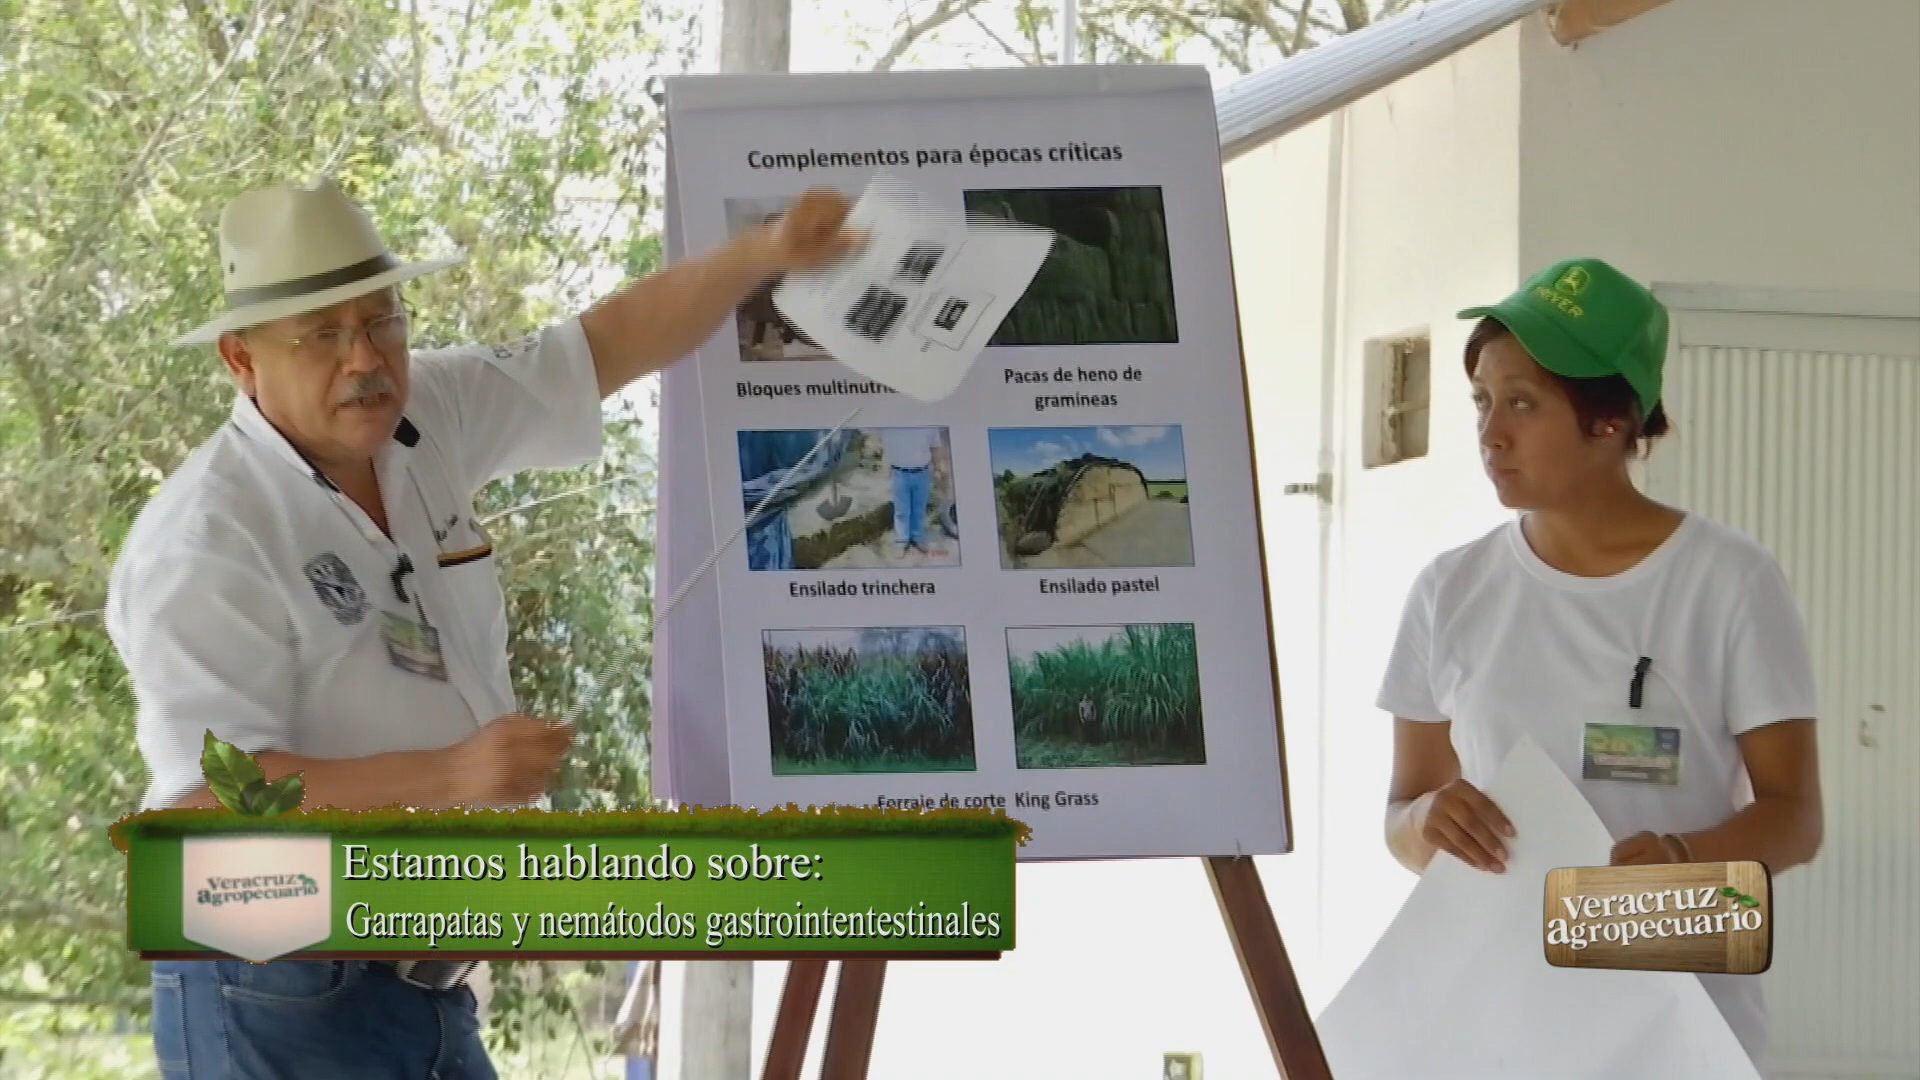 Complementos para épocas críticas
Bloques
Pacas de heno de
gramíneas
Ensilado trinchera
Ensilado pastel
Forraje de corte King Grass
Estamos hablando sobre:
Garrapatas y nemátodos gastrointentestinales
veracruz
agropecuario
veracruz
agropecuario